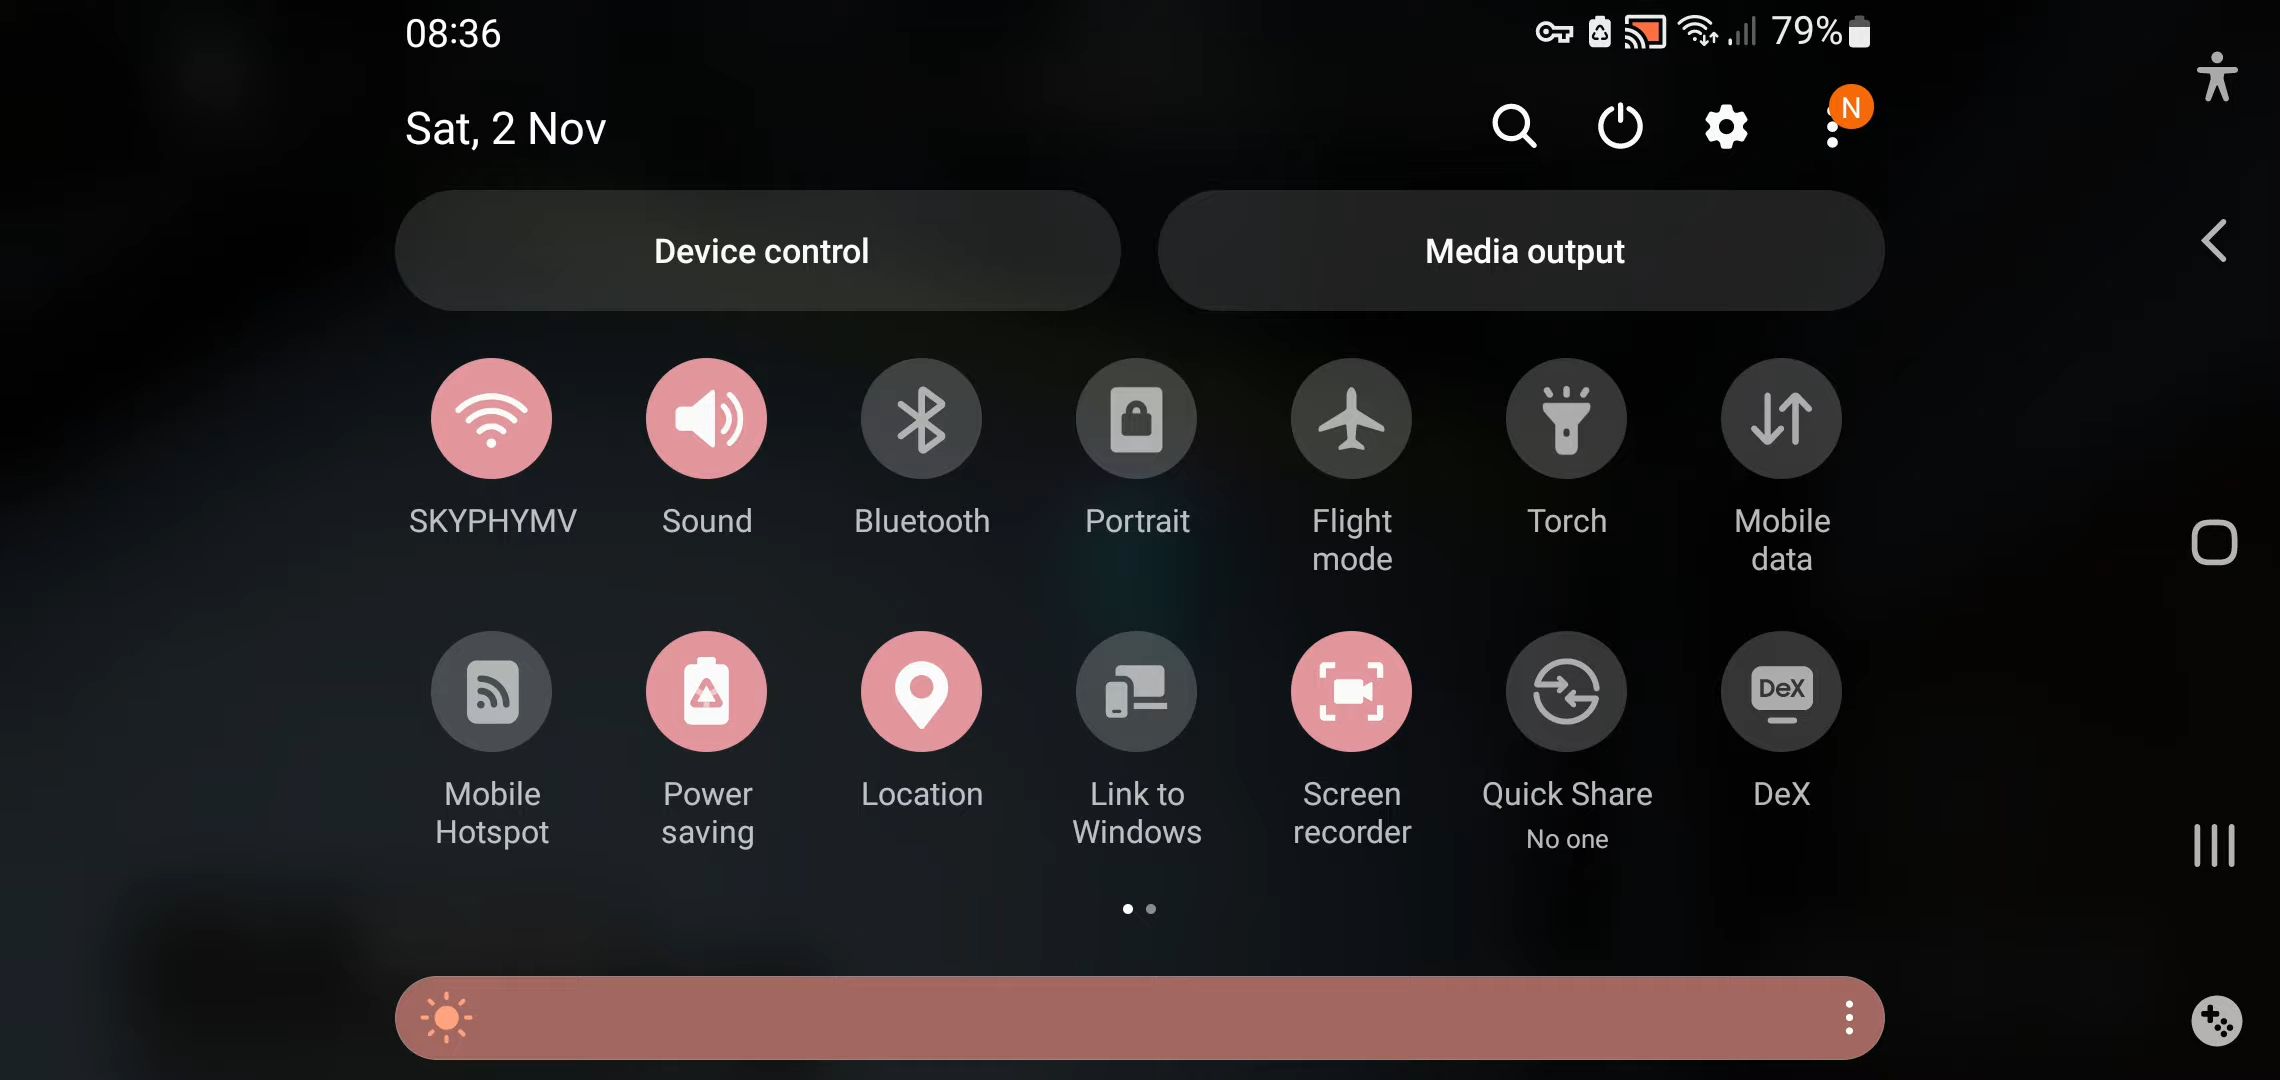 08:36
79%
Sat, 2 Nov
N
Device control
Media output
SKYPHYMV
Sound
Bluetooth
Portrait
Flight
mode
Torch
Mobile
data
Mobile
Hotspot
Power
saving
Location
Link to
Windows
Screen
recorder
Quick Share
No one
DeX
DeX